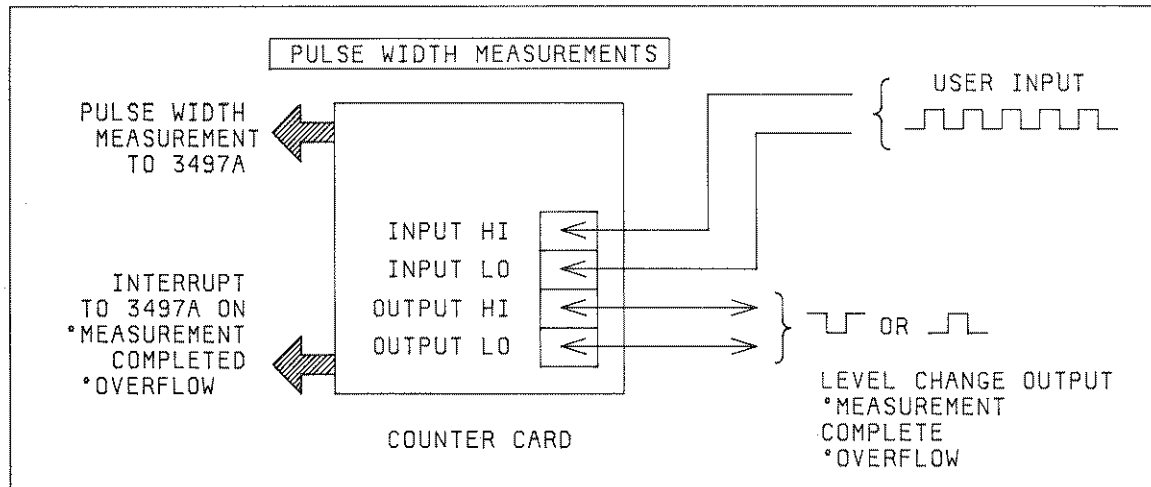 PULSE WIDTH MEASUREMENTS
PULSE WIDTH
MEASUREMENT
TO 3497A
USER INPUT
INPUT HI
INPUT LO
OUTPUT HI
OUTPUT LO
INTERRUPT
TO 3497A ON
°MEASUREMENT
COMPLETED
°OVERFLOW
OR
LEVEL CHANGE OUTPUT
°MEASUREMENT
COMPLETE
°OVERFLOW
COUNTER CARD